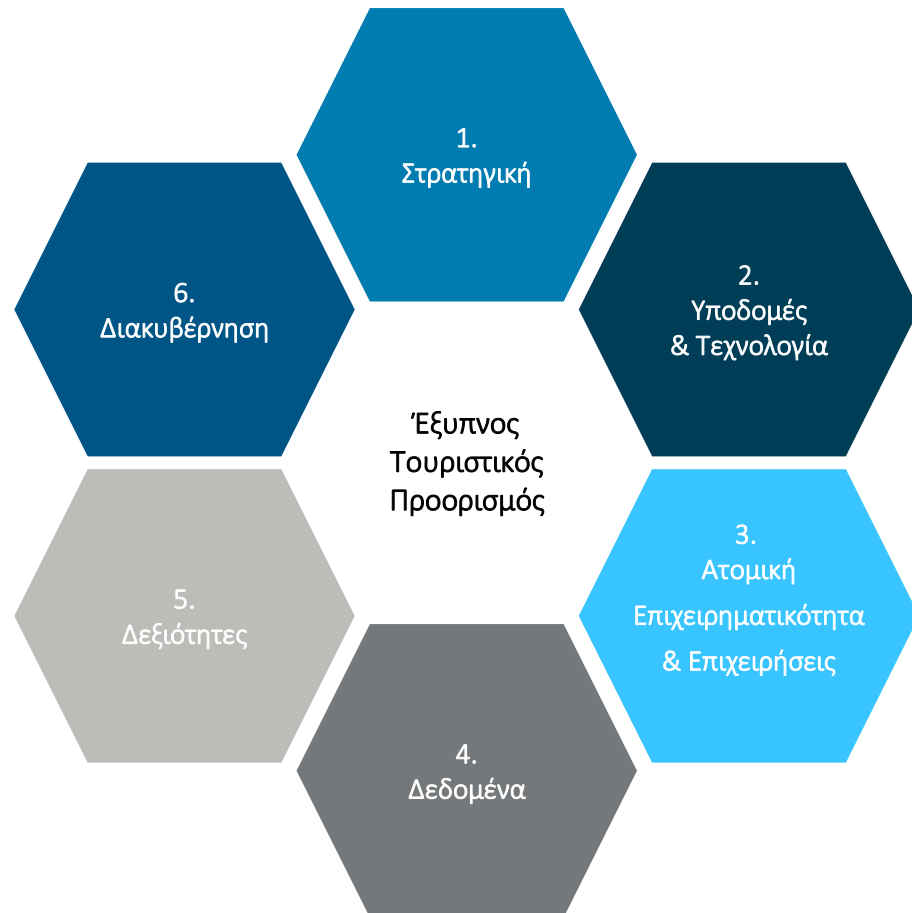 1.
Στρατηγική
2.
Υποδομές
& Τεχνολογία
3.
Ατομική
Επιχειρηματικότητα
& Επιχειρήσεις
4.
Δεδομένα
5.
Δεξιότητες
6.
Διακυβέρνηση
Έξυπνος
Τουριστικός
Προορισμός